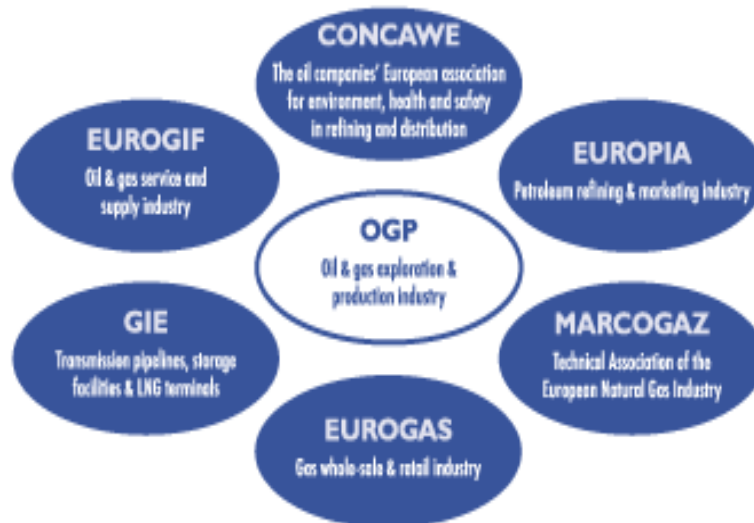 CONCAWE
The oil companies' European association
for environment, health and safety
in refining and distribution
EUROGIF
Oil & gas service and
supply industry
EUROPIA
Petroleum refining & marketing industry
OGP
Oil & gas exploration &
production industry
GIE
Transmission pipelines, storage
facilities & LNG terminals
MARCOGAZ
Technical Association of the
European Natural Gas Industry
EUROGAS
Gas whole-sale & retail industry